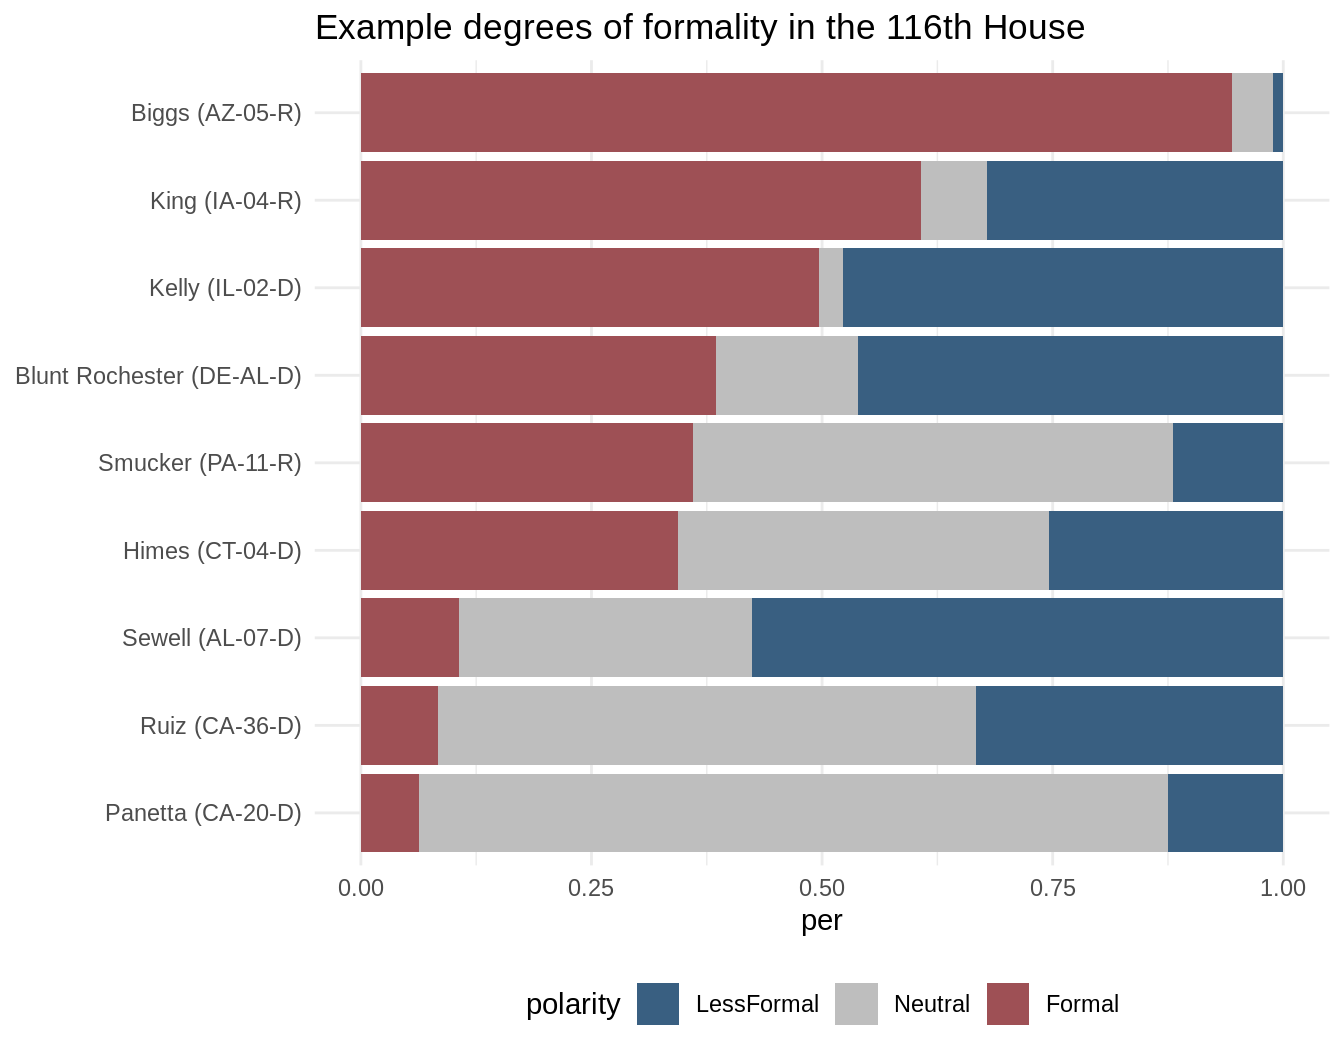 Example degrees of formality in the 116th House
Biggs (AZ-05-R)
King (IA-04-R)
Kelly (IL-02-D)
Blunt Rochester (DE-AL-D)
Smucker (PA-11-R)
Himes (CT-04-D)
Sewell (AL-07-D)
Ruiz (CA-36-D)
Panetta (CA-20-D)
0.00 0.25 0.50 0.75 1.00
per
polarity LessFormal Neutral Formal